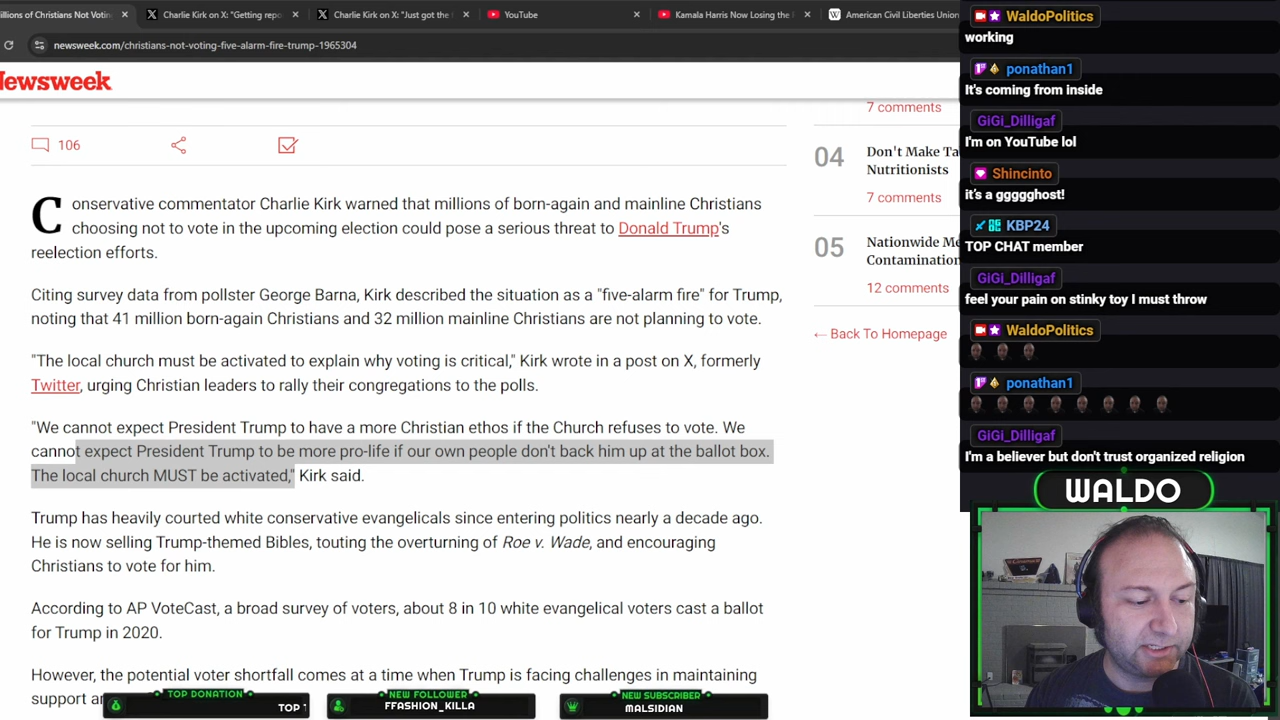 illions of Christians Not Votin
Charlie Kirk on X: "Getting repo
Charlie Kirk on X: "Just got the f
YouTube
Kamala Harris Now Losing the P
American Civil Liberties Union
newsweek.com/christians-not-voting-five-alarm-fire-trump-1965304
Newsweek
106
Conservative commentator Charlie Kirk warned that millions of born-again and mainline Christians
choosing not to vote in the upcoming election could pose a serious threat to Donald Trump's
reelection efforts.
Citing survey data from pollster George Barna, Kirk described the situation as a "five-alarm fire" for Trump,
noting that 41 million born-again Christians and 32 million mainline Christians are not planning to vote.
"The local church must be activated to explain why voting is critical," Kirk wrote in a post on X, formerly
Twitter, urging Christian leaders to rally their congregations to the polls.
"We cannot expect President Trump to have a more Christian ethos if the Church refuses to vote. We
cannot expect President Trump to be more pro-life if our own people don't back him up at the ballot box.
The local church MUST be activated," Kirk said.
Trump has heavily courted white conservative evangelicals since entering politics nearly a decade ago.
He is now selling Trump-themed Bibles, touting the overturning of Roe v. Wade, and encouraging
Christians to vote for him.
According to AP VoteCast, a broad survey of voters, about 8 in 10 white evangelical voters cast a ballot
for Trump in 2020.
However, the potential voter shortfall comes at a time when Trump is facing challenges in maintaining
support
7 comments
04
Don't Make Ta
Nutritionists
7 comments
05
Nationwide Me
Contamination
12 comments
← Back To Homepage
WaldoPolitics
working
ponathan1
It's coming from inside
GiGi_Dilligaf
I'm on YouTube lol
Shincinto
it's a ggggghost!
KBP24
TOP CHAT member
GiGi_Dilligaf
feel your pain on stinky toy I must throw
WaldoPolitics
ponathan1
GiGi_Dilligaf
I'm a believer but don't trust organized religion
WALDO
TOP DONATION
TOP
NEW FOLLOWER
FFASHION_KILLA
NEW SUBSCRIBER
MALSIDIAN